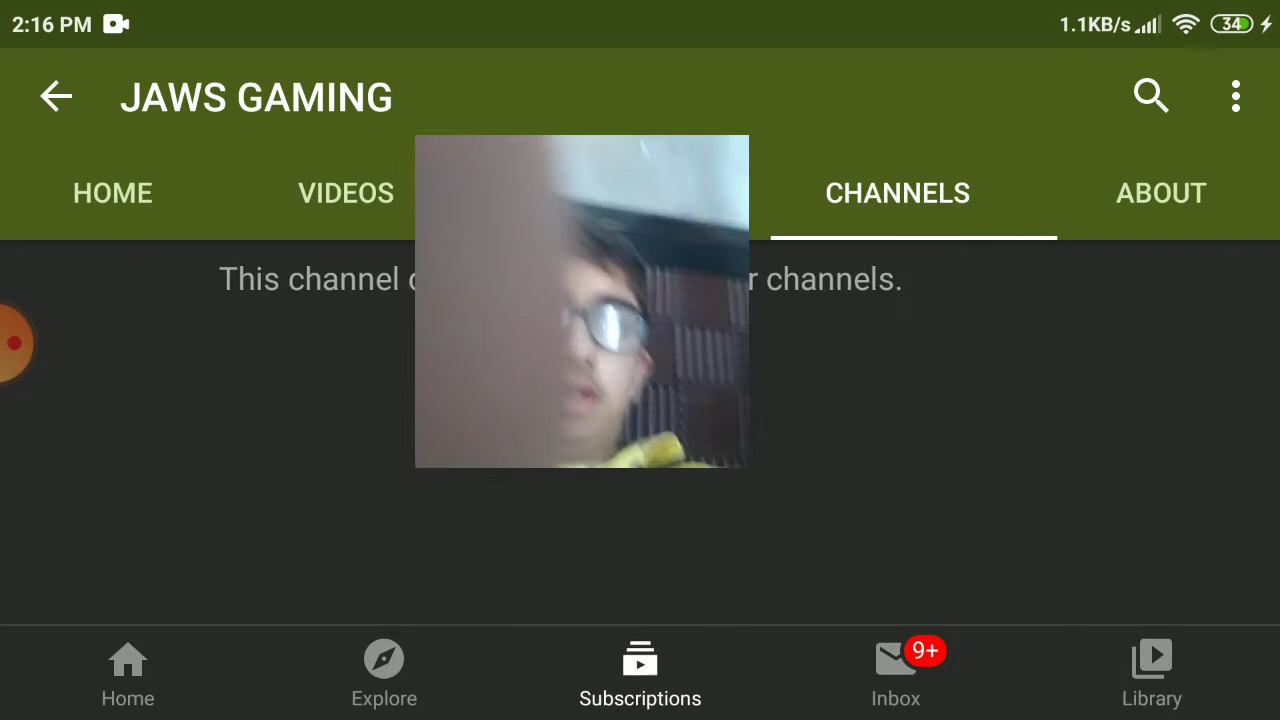 2:16 PM 1.1KB/s 34
JAWS GAMING
HOME VIDEOS CHANNELS ABOUT
This channel r channels.
9+
Home Explore Subscriptions Inbox Library